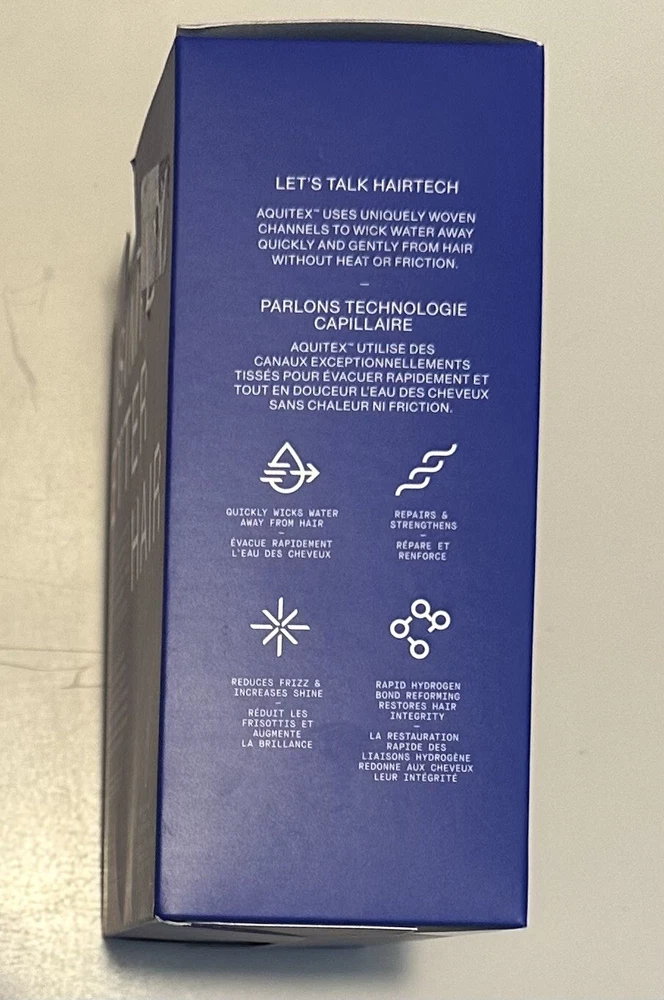 LET'S TALK HAIRTECH
AQUITEX™ USES UNIQUELY WOVEN
CHANNELS TO WICK WATER AWAY
QUICKLY AND GENTLY FROM HAIR
WITHOUT HEAT OR FRICTION.
–
PARLONS TECHNOLOGIE
CAPILLAIRE
AQUITEX™ UTILISE DES
CANAUX EXCEPTIONNELLEMENTS
TISSÉS POUR ÉVACUER RAPIDEMENT ET
TOUT EN DOUCEUR L'EAU DES CHEVEUX
SANS CHALEUR NI FRICTION.
QUICKLY WICKS WATER
AWAY FROM HAIR
–
ÉVACUE RAPIDEMENT
L'EAU DES CHEVEUX
REPAIRS &
STRENGTHENS
–
RÉPARE ET
RENFORCE
REDUCES FRIZZ &
INCREASES SHINE
–
RÉDUIT LES
FRISOTTIS ET
AUGMENTE
LA BRILLANCE
RAPID HYDROGEN
BOND REFORMING
RESTORES HAIR
INTEGRITY
–
LA RESTAURATION
RAPIDE DES
LIAISONS HYDROGÈNE
REDONNE AUX CHEVEUX
LEUR INTÉGRITÉ
HAIR